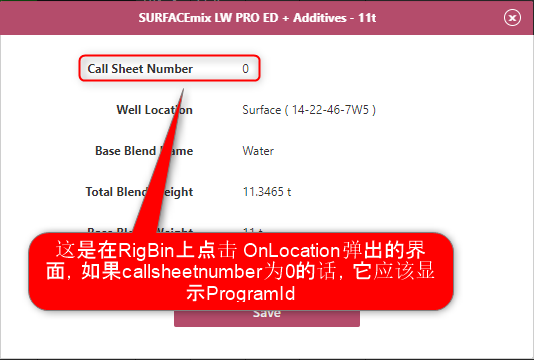 SURFACEmix LW PRO ED + Additives - 11t
Call Sheet Number 0
Well Location Surface ( 14-22-46-7W5 )
Base Blend Name Water
Total Blend Weight 11.3465 t
这是在RigBin上点击 OnLocation弹出的界
面，如果callsheetnumber为0的话，它应该显
示ProgramId
Save